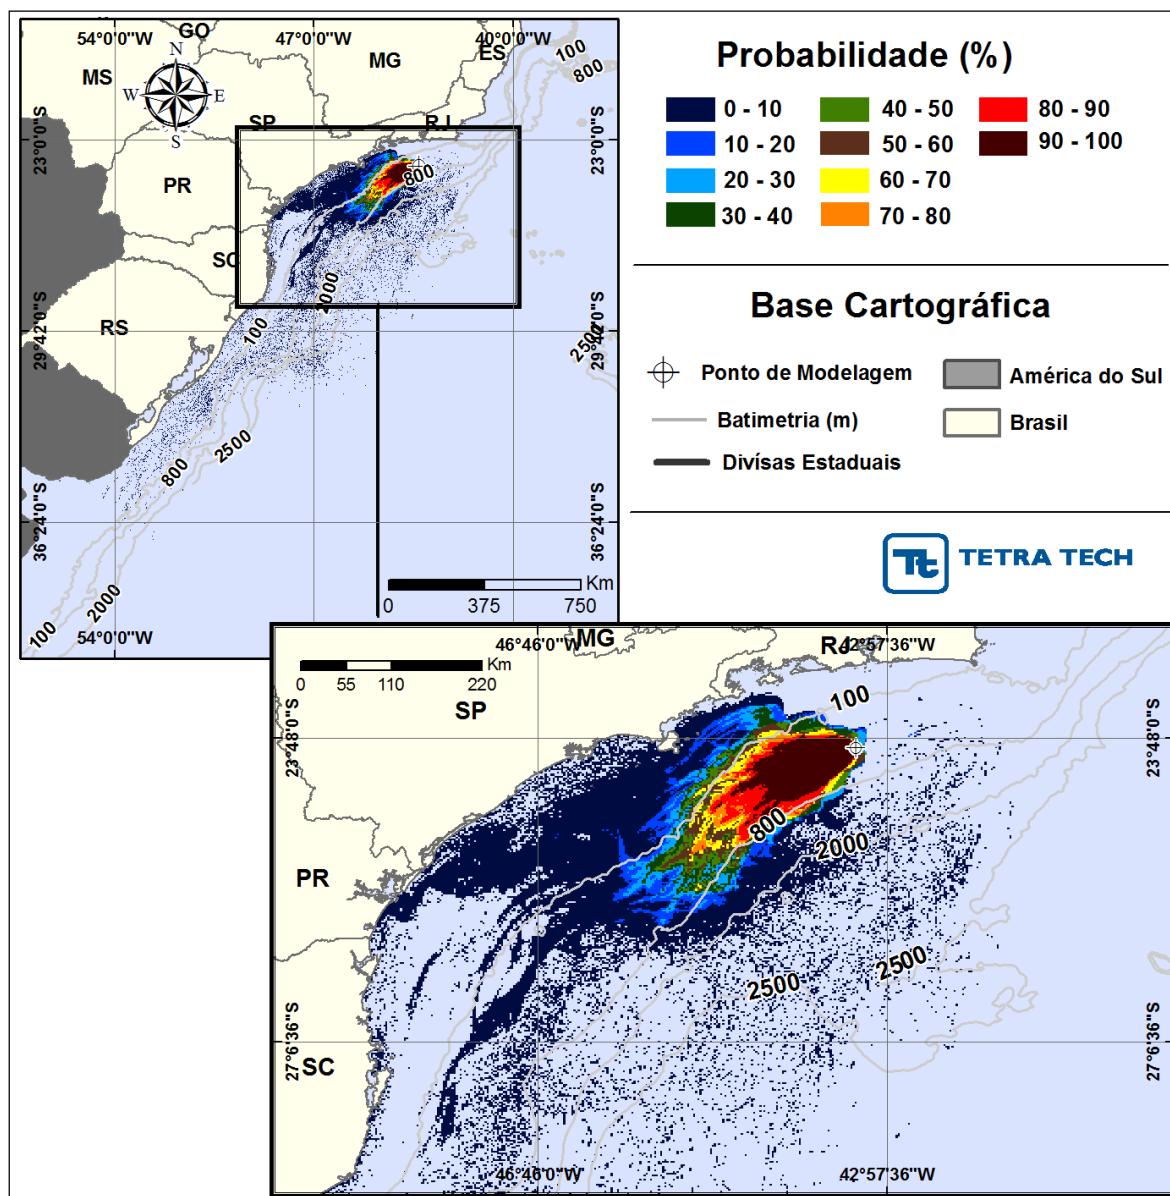 54°0'0"W
47°0'0"W
40°0'0"W
GO
MG
ES
MS
N
W
E
S
SP
RJ
PR
SC
RS
100
800
23°0'0"S
23°0'0"S
800
2000
100
29°42'0"S
29°42'0"S
2500
2500
800
36°24'0"S
36°24'0"S
2000
100
54°0'0"W
Km
0 375 750
Probabilidade (%)
0 - 10
40 - 50
80 - 90
10 - 20
50 - 60
90 - 100
20 - 30
60 - 70
30 - 40
70 - 80
Base Cartográfica
Ponto de Modelagem
América do Sul
Batimetria (m)
Brasil
Divísas Estaduais
Tt TETRA TECH
46°46'0"W
MG
RJ
42°57'36"W
Km
0 55 110 220
SP
100
23°48'0"S
23°48'0"S
800
2000
PR
2500
2500
27°6'36"S
27°6'36"S
SC
46°46'0"W
42°57'36"W